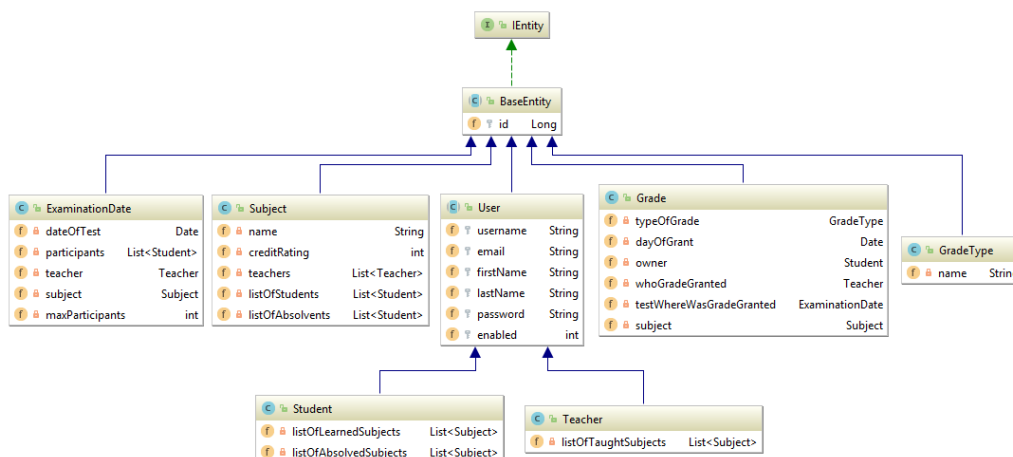 I IEntity
C BaseEntity
f id Long
C ExaminationDate
f dateOfTest Date
f participants List<Student>
f teacher Teacher
f subject Subject
f maxParticipants int
C Subject
f name String
f creditRating int
f teachers List<Teacher>
f listOfStudents List<Student>
f listOfAbsolvents List<Student>
C User
f username String
f email String
f firstName String
f lastName String
f password String
f enabled int
C Grade
f typeOfGrade GradeType
f dayOfGrant Date
f owner Student
f whoGradeGranted Teacher
f testWhereWasGradeGranted ExaminationDate
f subject Subject
C GradeType
f name String
C Student
f listOfLearnedSubjects List<Subject>
f listOfAbsolvedSubjects List<Subject>
C Teacher
f listOfTaughtSubjects List<Subject>